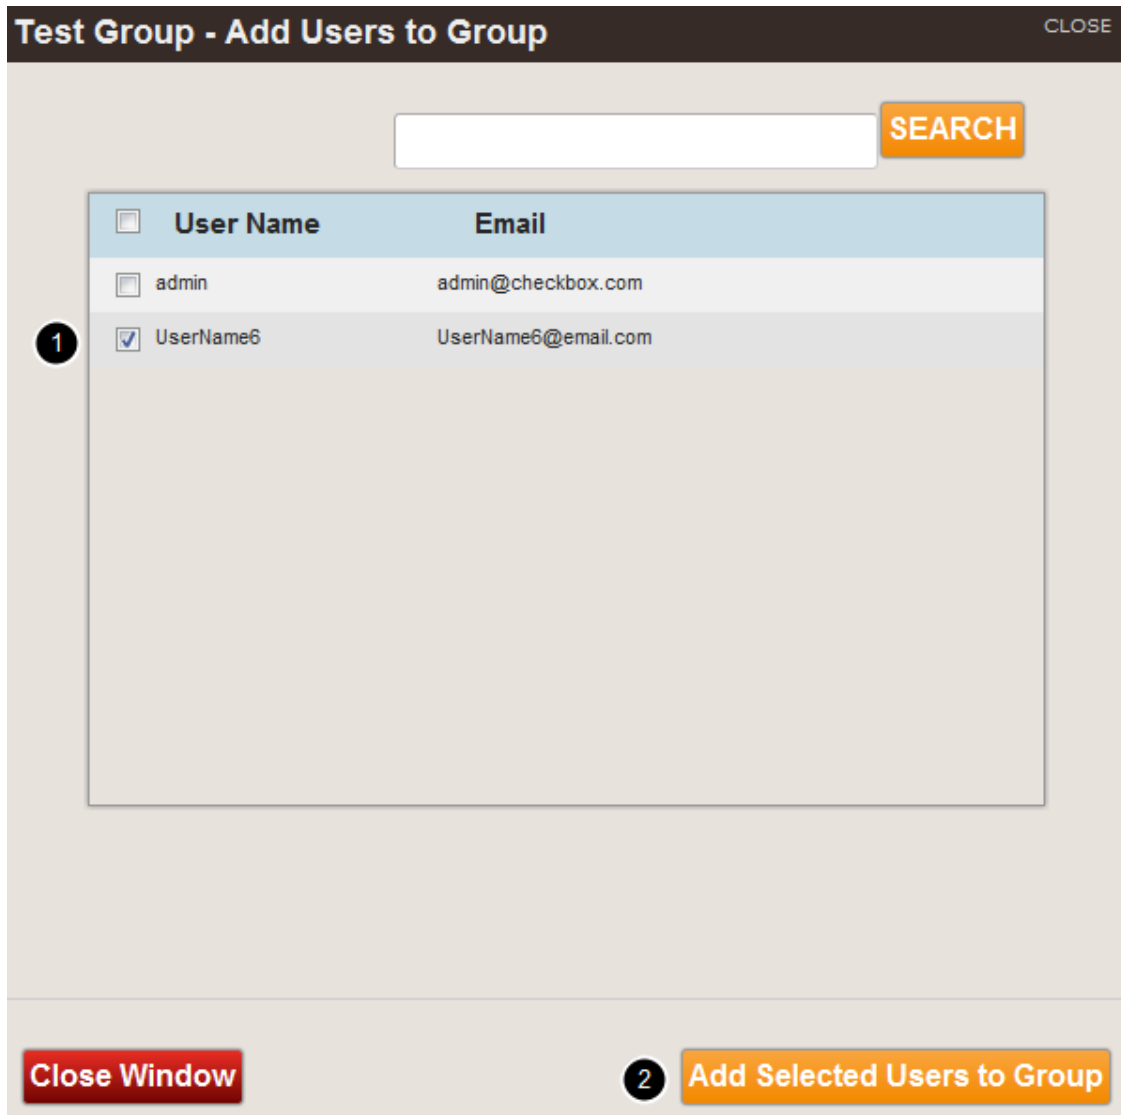 Test Group - Add Users to Group CLOSE
SEARCH
User Name Email
admin admin@checkbox.com
1 UserName6 UserName6@email.com
Close Window 2 Add Selected Users to Group